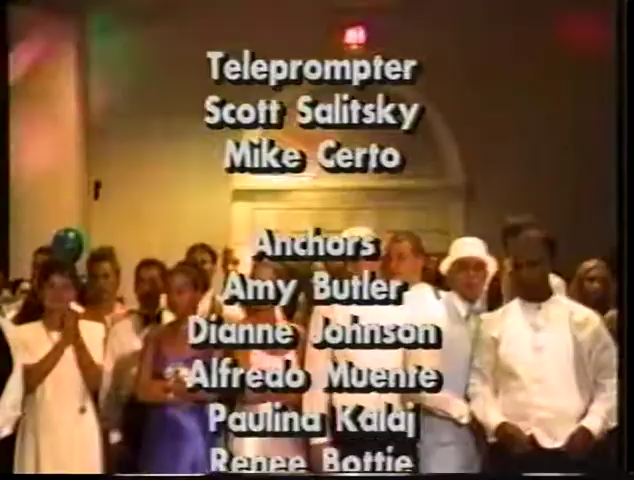 Teleprompter
Scott Salitsky
Mike Certo
Anchors
Amy Butler
Dianne Johnson
Alfredo Muente
Paulina Kalaj
Renee Bottie